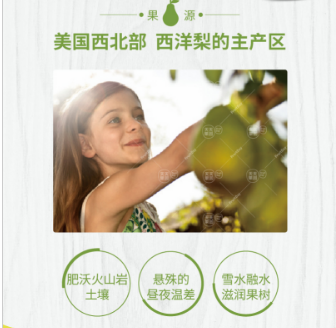 果 源
美国西北部 西洋梨的主产区
肥沃火山岩
土壤
悬殊的
昼夜温差
雪水融水
滋润果树